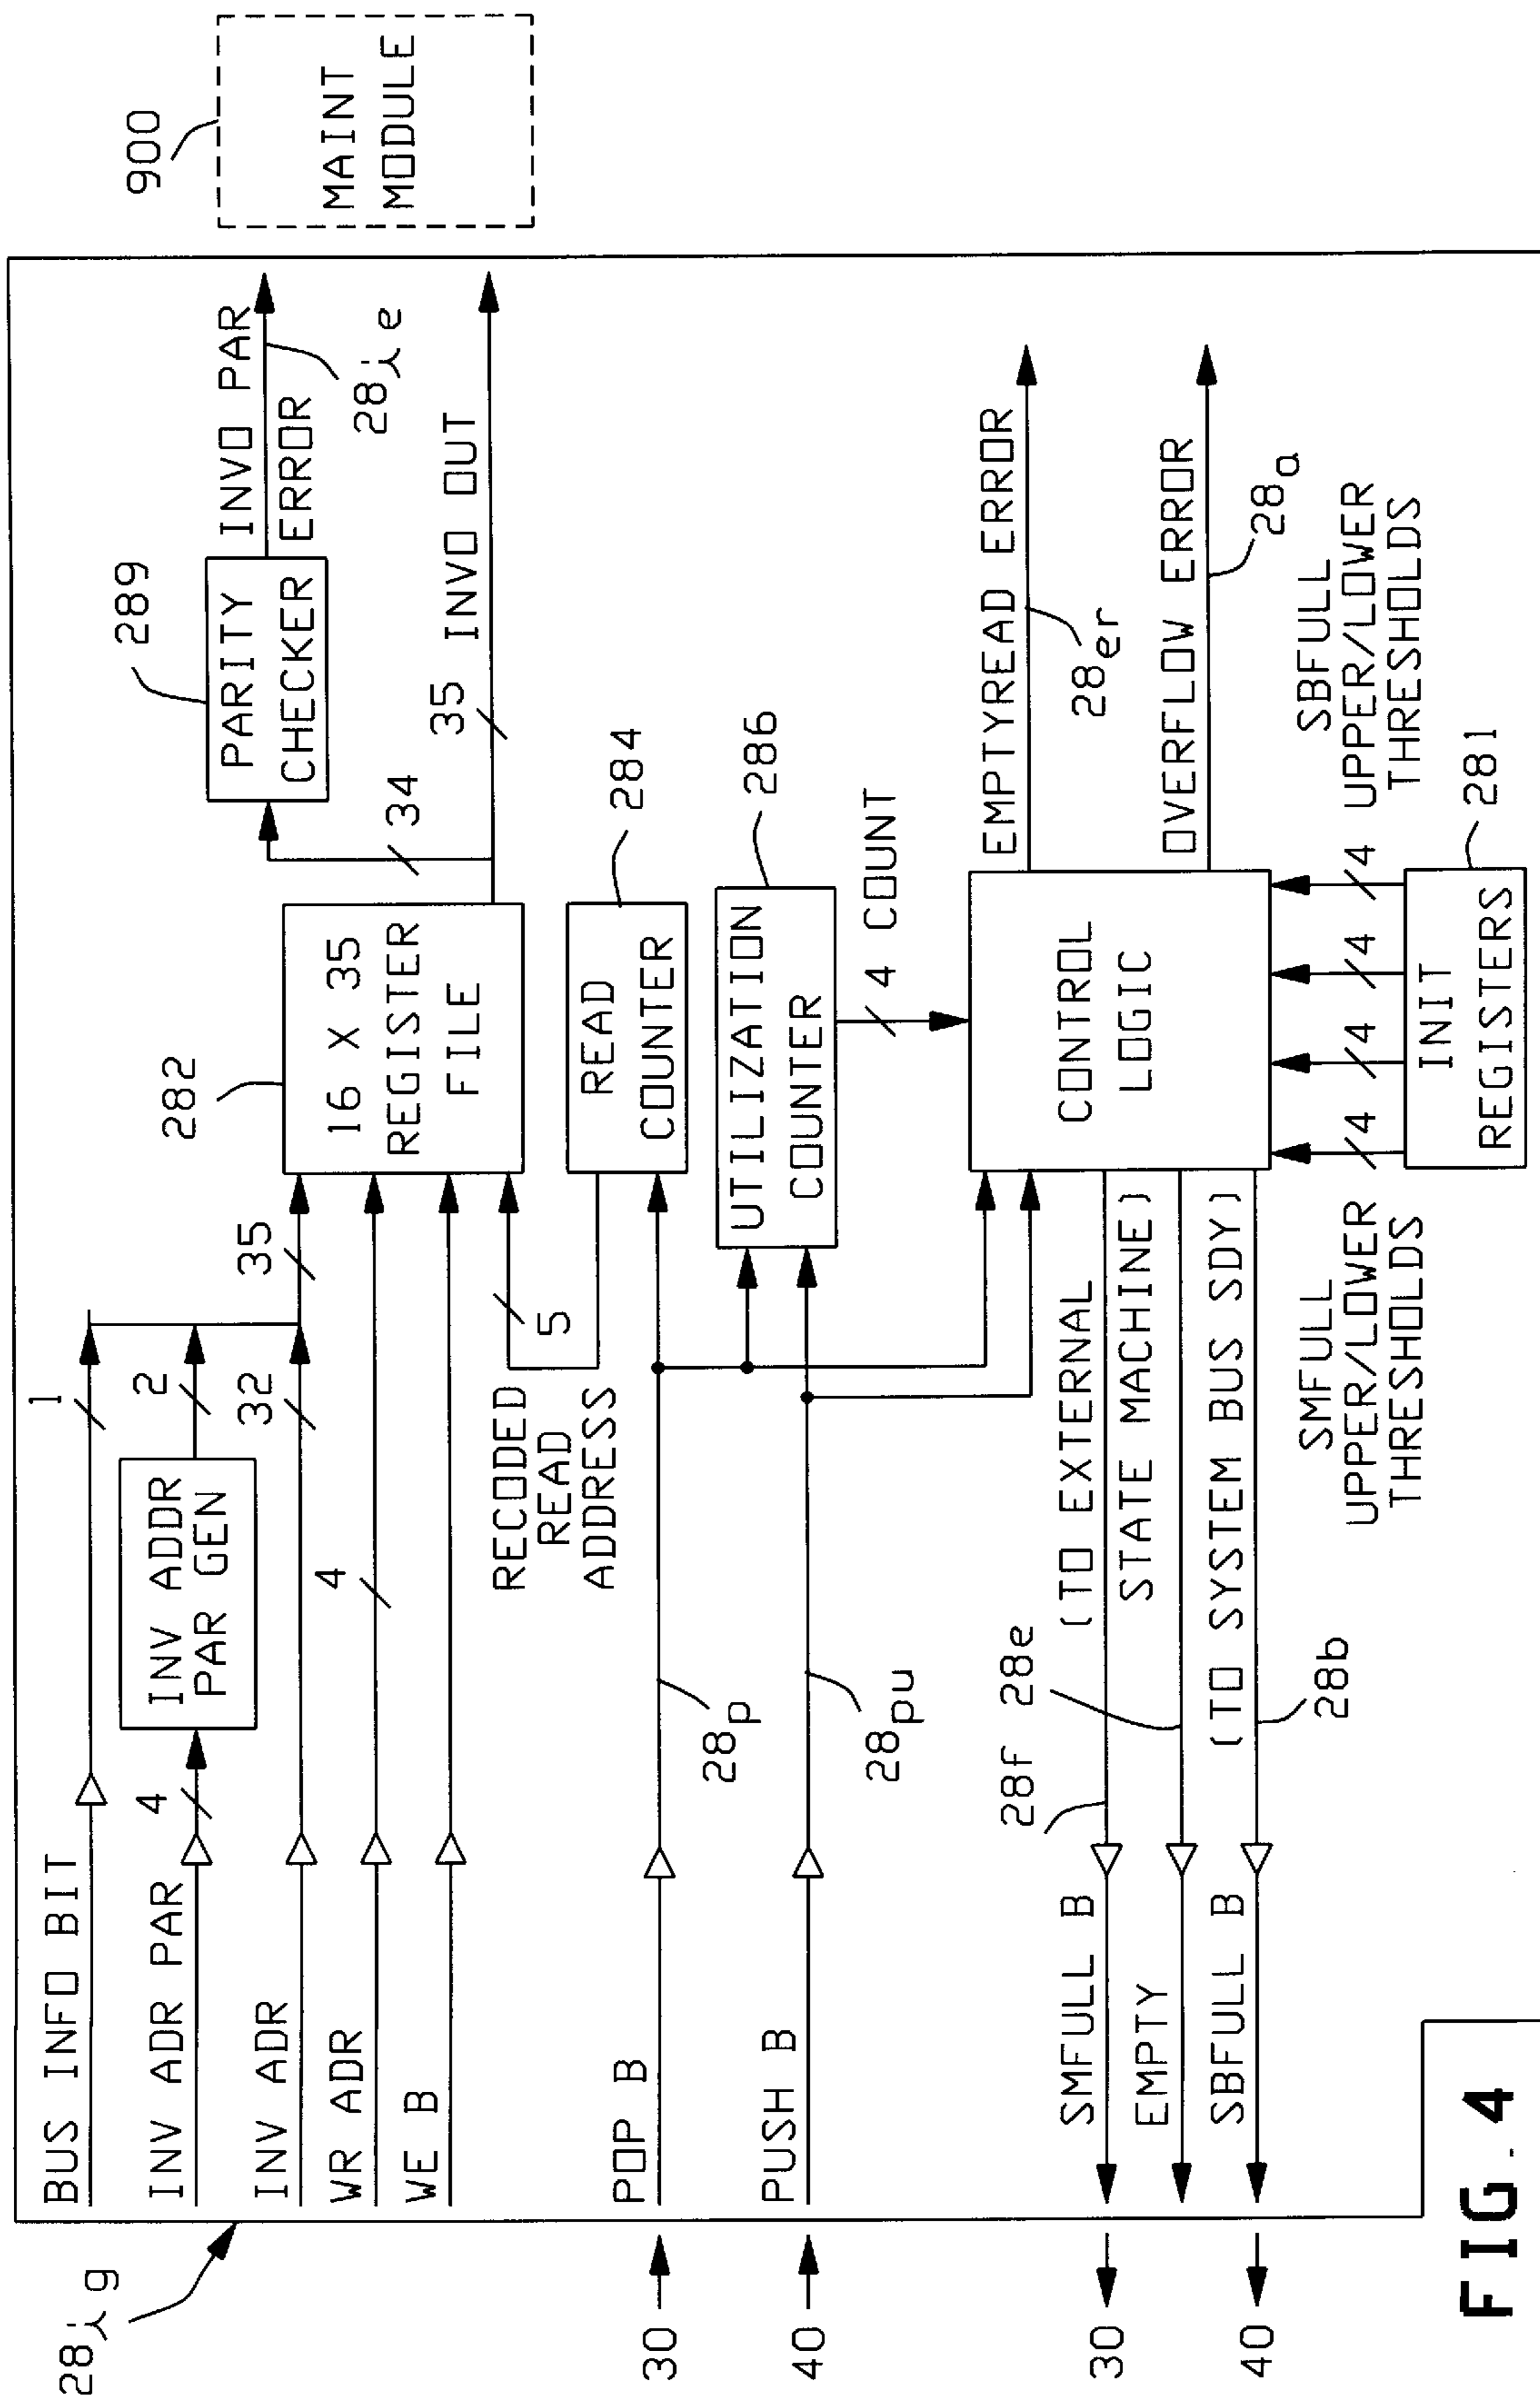 28ig
BUS INFO BIT
1
INV ADR PAR
4
INV ADDR
PAR GEN
2
INV ADR
32
35
WR ADR
4
WE B
282
16 X 35
REGISTER
FILE
34
289
PARITY
CHECKER
INVO PAR
ERROR
28ie
35
INVO OUT
900
MAINT
MODULE
RECODED
READ
ADDRESS
5
READ
COUNTER
284
30
POP B
28p
40
PUSH B
28pu
UTILIZATION
COUNTER
286
4
COUNT
CONTROL
LOGIC
EMPTYREAD ERROR
28er
OVERFLOW ERROR
28a
30
SMFULL B
28f
(TO EXTERNAL
STATE MACHINE)
EMPTY
28e
40
SBFULL B
(TO SYSTEM BUS SDY)
28b
SMFULL
UPPER/LOWER
THRESHOLDS
4
4
4
4
SBFULL
UPPER/LOWER
THRESHOLDS
INIT
REGISTERS
281
FIG. 4